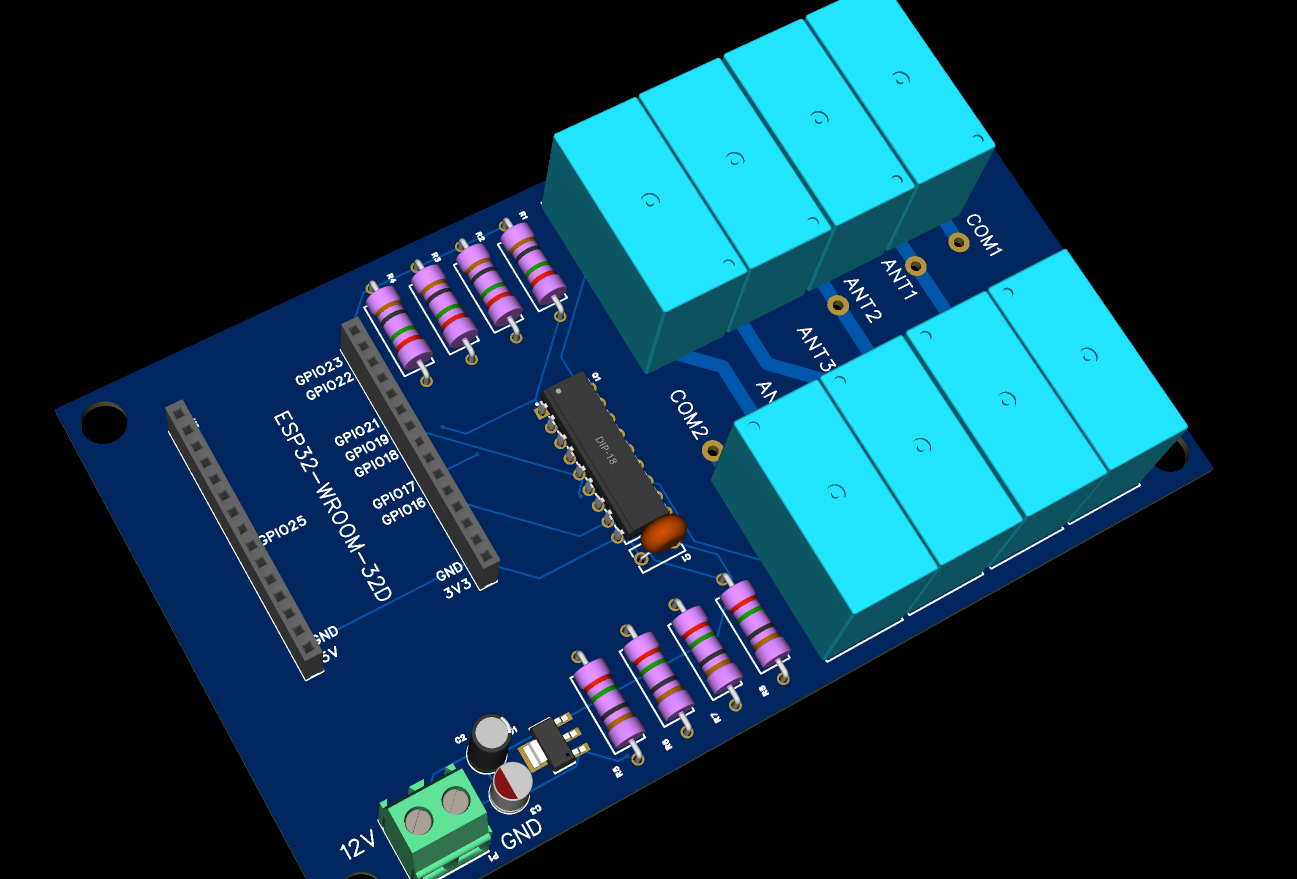 COM1
ANT1
ANT2
ANT3
AN
COM2
R1
R2
R3
R4
GPIO23
GPIO22
GPIO21
GPIO19
GPIO18
GPIO17
GPIO16
GND
3V3
ESP32-WROOM-32D
GPIO25
GND
5V
DIP-18
R8
R7
R6
R5
C2
C3
12V
GND
P1